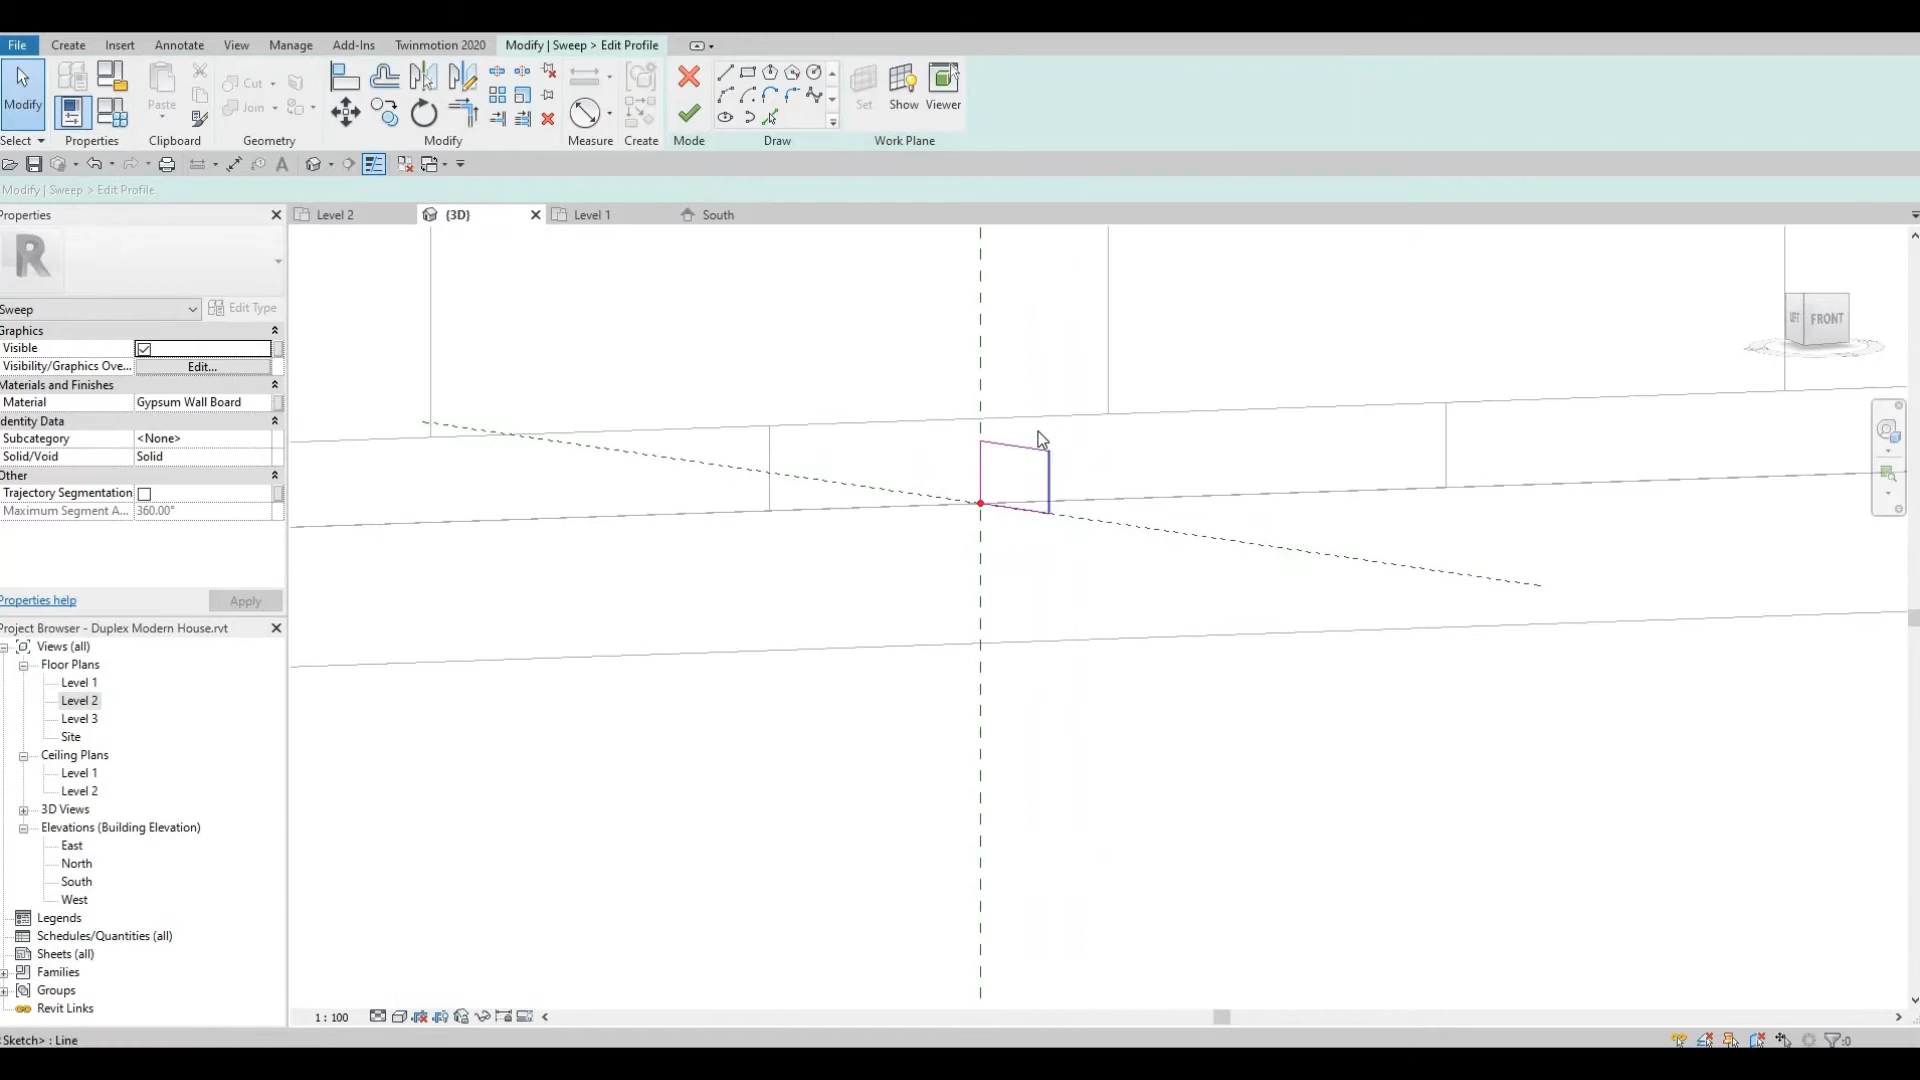 File Create Insert Annotate View Manage Add-Ins Twinmotion 2020 Modify | Sweep > Edit Profile
Modify Paste Cut Join Set Show Viewer
Select Properties Clipboard Geometry Modify Measure Create Mode Draw Work Plane
Modify | Sweep > Edit Profile
Properties Level 2 {3D} Level 1 South
R
Sweep Edit Type
Graphics
Visible
Visibility/Graphics Ove... Edit...
Materials and Finishes
Material Gypsum Wall Board
dentity Data
Subcategory <None>
Solid/Void Solid
Other
Trajectory Segmentation
Maximum Segment A... 360.00°
Properties help Apply
Project Browser - Duplex Modern House.rvt
Views (all)
Floor Plans
Level 1
Level 2
Level 3
Site
Ceiling Plans
Level 1
Level 2
3D Views
Elevations (Building Elevation)
East
North
South
West
Legends
Schedules/Quantities (all)
Sheets (all)
Families
Groups
Revit Links
LEFT FRONT
1 : 100
<Sketch> : Line
:0